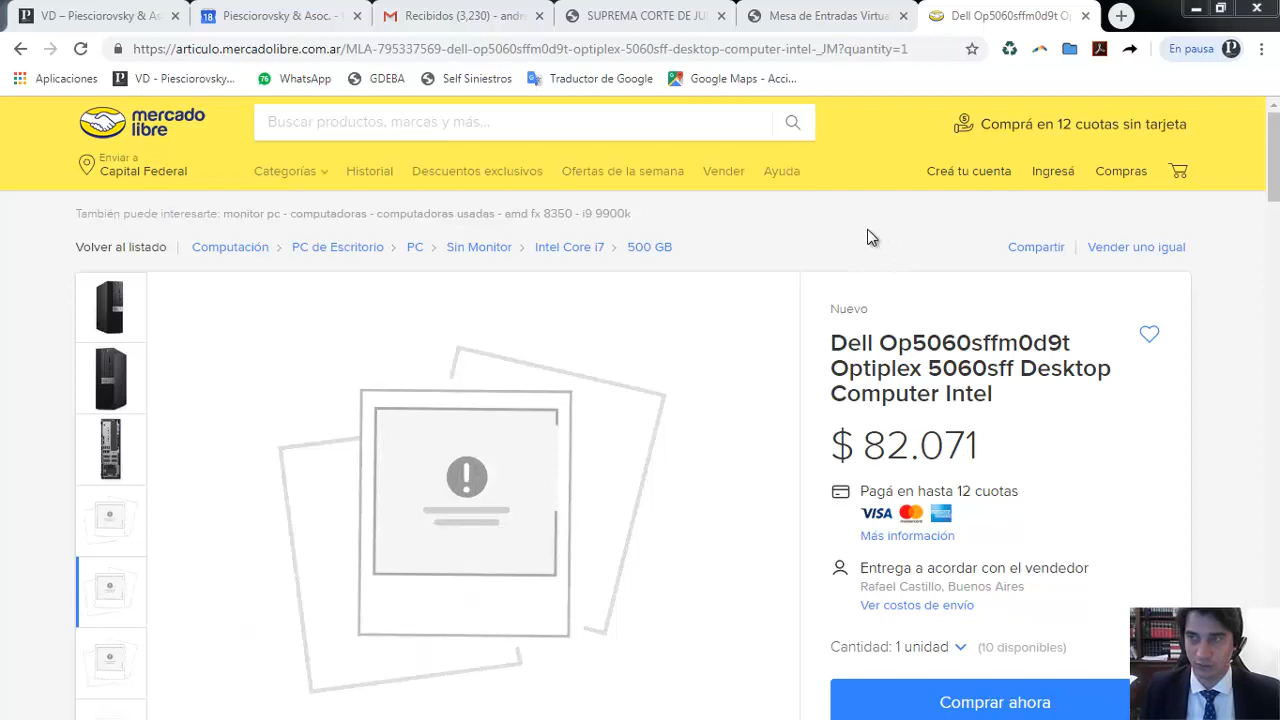 VD – Piesciorovsky & As
18 Piesciorovsky & Asoc. -
Recibidos (3,230) - andre
SUPREMA CORTE DE JU
Mesa de Entradas Virtua
Dell Op5060sffm0d9t O
https://articulo.mercadolibre.com.ar/MLA-795337569-dell-op5060sffm0d9t-optiplex-5060sff-desktop-computer-intel-_JM?quantity=1
En pausa
Aplicaciones
VD - Piesciorovsky...
76 WhatsApp
GDEBA
Self Siniestros
Traductor de Google
Google Maps - Acci...
mercado
libre
Buscar productos, marcas y más...
Comprá en 12 cuotas sin tarjeta
Enviar a
Capital Federal
Categorías
Historial
Descuentos exclusivos
Ofertas de la semana
Vender
Ayuda
Creá tu cuenta
Ingresá
Compras
También puede interesarte: monitor pc - computadoras - computadoras usadas - amd fx 8350 - i9 9900k
Volver al listado
Computación
PC de Escritorio
PC
Sin Monitor
Intel Core i7
500 GB
Compartir
Vender uno igual
Nuevo
Dell Op5060sffm0d9t
Optiplex 5060sff Desktop
Computer Intel
$ 82.071
Pagá en hasta 12 cuotas
VISA
Más información
Entrega a acordar con el vendedor
Rafael Castillo, Buenos Aires
Ver costos de envío
Cantidad: 1 unidad (10 disponibles)
Comprar ahora